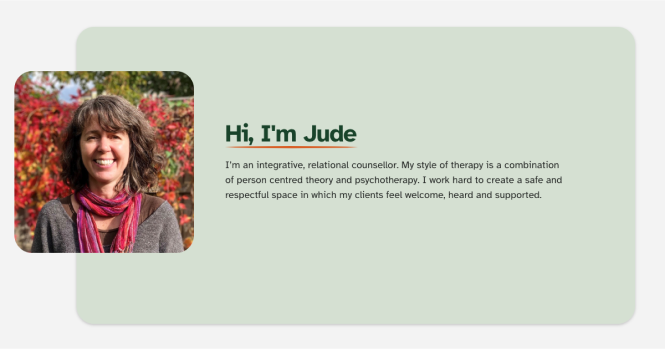 Hi, I'm Jude
I'm an integrative, relational counsellor. My style of therapy is a combination
of person centred theory and psychotherapy. I work hard to create a safe and
respectful space in which my clients feel welcome, heard and supported.